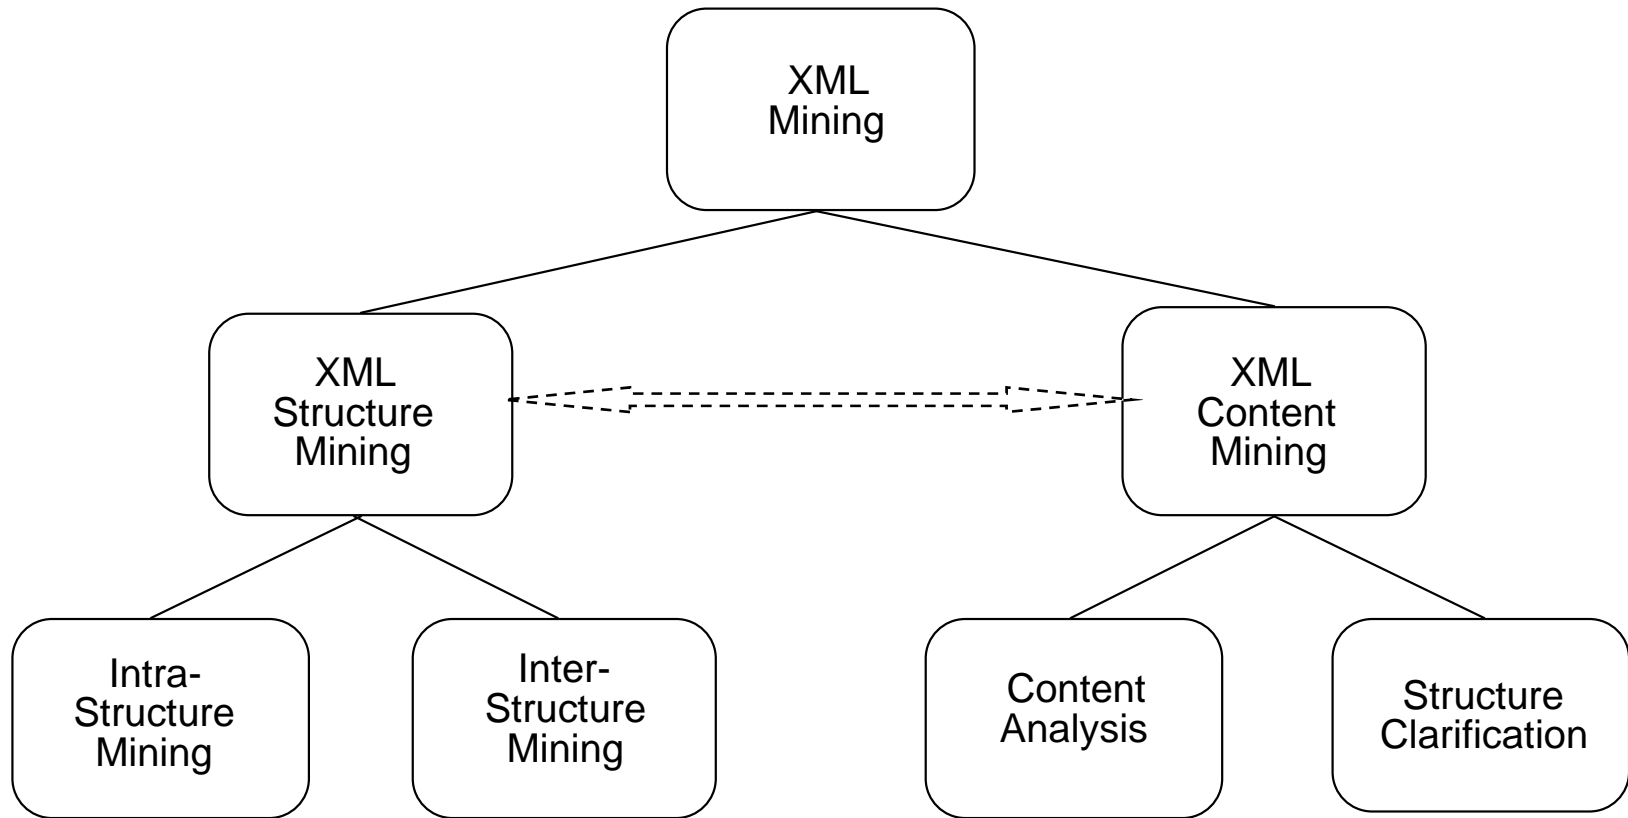 XML
Mining
XML
Structure
Mining
XML
Content
Mining
Intra-
Structure
Mining
Inter-
Structure
Mining
Content
Analysis
Structure
Clarification